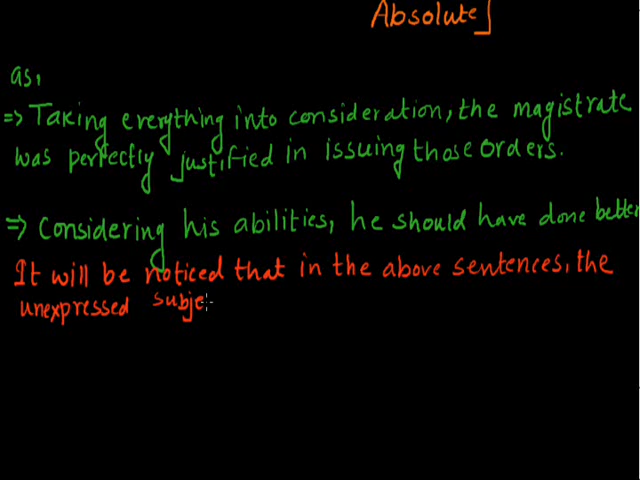 Absolute]
as,
=> Taking everything into consideration, the magistrate
was perfectly justified in issuing those orders.
=> Considering his abilities, he should have done better
It will be noticed that in the above sentences, the
unexpressed subje